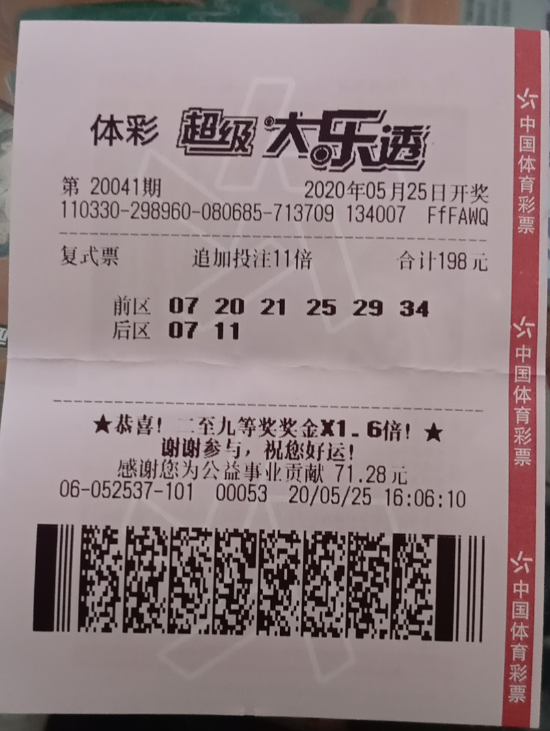 体彩 超级大乐透
第 20041期 2020年05月25日开奖
110330-298960-080685-713709 134007 FfFAWQ
复式票 追加投注11倍 合计198元
前区 07 20 21 25 29 34
后区 07 11
★恭喜! 二至九等奖奖金X1.6倍! ★
谢谢参与,祝您好运!
感谢您为公益事业贡献 71.28元
06-052537-101 00053 20/05/25 16:06:10
中国体育彩票
中国体育彩票
中国体育彩票